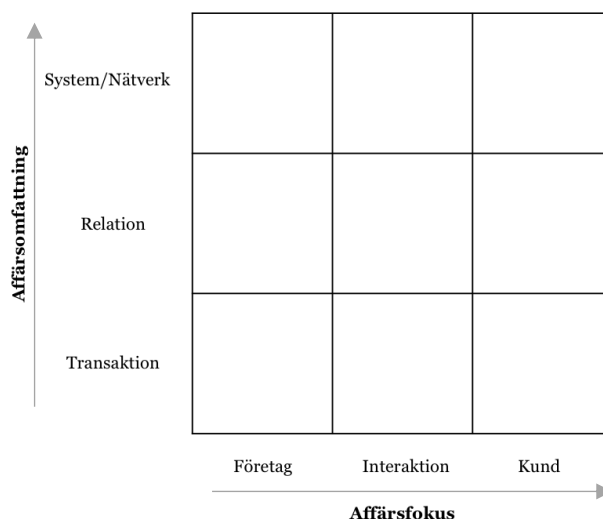 System/Nätverk
Affärsomfattning
Relation
Transaktion
Företag Interaktion Kund
Affärsfokus